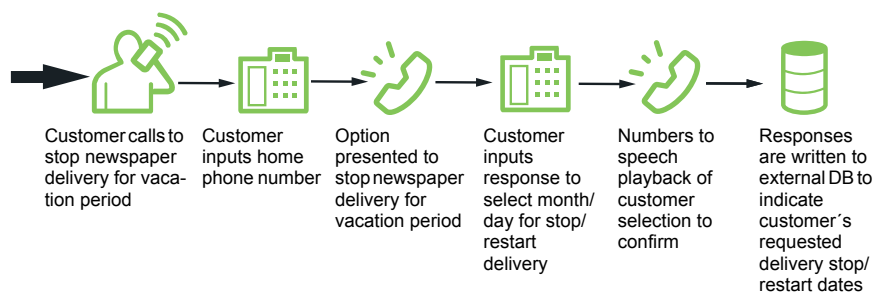 Customer calls to
stop newspaper
delivery for vaca-
tion period
Customer
inputs home
phone number
Option
presented to
stop newspaper
delivery for
vacation period
Customer
inputs
response to
select month/
day for stop/
restart
delivery
Numbers to
speech
playback of
customer
selection to
confirm
Responses
are written to
external DB to
indicate
customer´s
requested
delivery stop/
restart dates